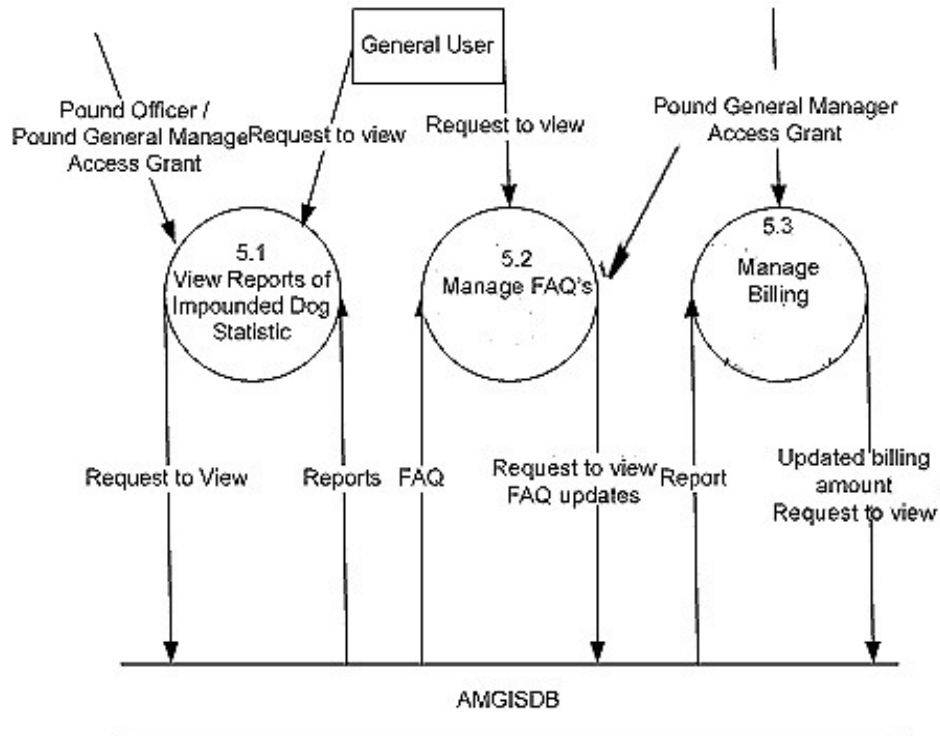 General User
Pound Officer /
Pound General Manage
Access Grant
Request to view
Request to view
Pound General Manager
Access Grant
5.1
View Reports of
Impounded Dog
Statistic
5.2
Manage FAQ's
5.3
Manage
Billing
Request to View
Reports
FAQ
Request to view
FAQ updates
Report
Updated billing
amount
Request to view
AMGISDB